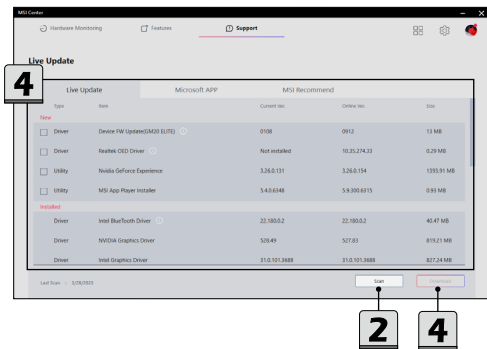 MSI Center
Hardware Monitoring Features Support
Live Update
4
Live Update Microsoft APP MSI Recommend
Type Item Current Ver. Online Ver. Size
New
Driver Device FW Update(GM20 ELITE) 0108 0912 13 MB
Driver Realtek OED Driver Not installed 10.35.274.33 0.29 MB
Utility Nvidia GeForce Experience 3.26.0.131 3.26.0.154 1393.91 MB
Utility MSI App Player Installer 5.4.0.6348 5.9.300.6315 0.93 MB
Installed
Driver Intel BlueTooth Driver 22.180.0.2 22.180.0.2 40.47 MB
Driver NVIDIA Graphics Driver 528.49 527.83 819.21 MB
Driver Intel Graphics Driver 31.0.101.3688 31.0.101.3688 827.24 MB
Last Scan : 3/28/2023 Scan Download
2 4